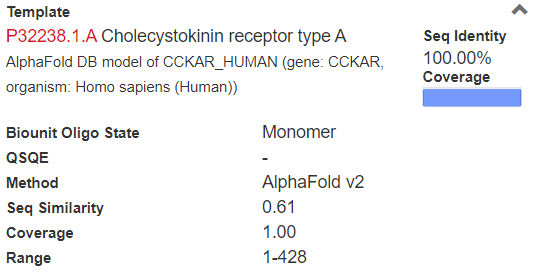 Template
Seq Identity
P32238.1.A Cholecystokinin receptor type A
100.00%
AlphaFold DB model of CCKAR_HUMAN (gene: CCKAR,
Coverage
organism: Homo sapiens (Human))
Biounit Oligo State Monomer
QSQE -
Method AlphaFold v2
Seq Similarity 0.61
Coverage 1.00
Range 1-428